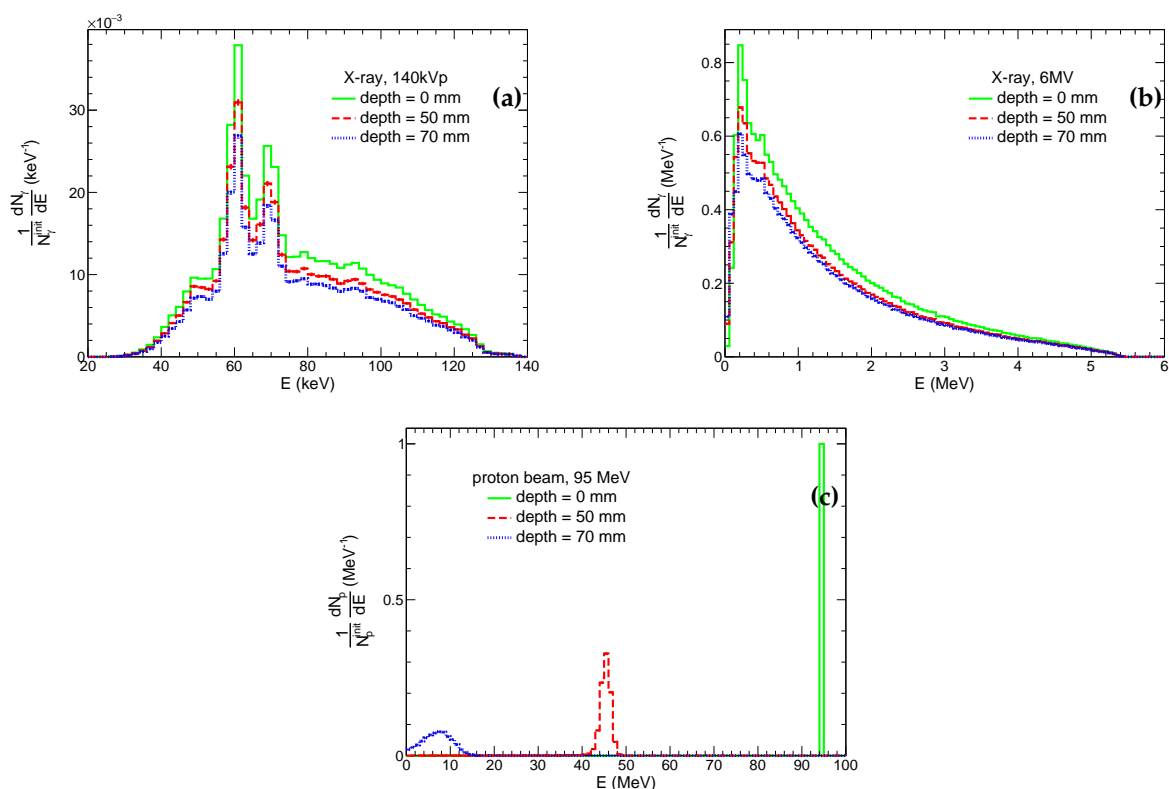 ×10⁻³
X-ray, 140kVp
depth = 0 mm
depth = 50 mm
depth = 70 mm
(a)
1/N_γ^init dN_γ/dE (keV⁻¹)
30
20
10
0
20 40 60 80 100 120 140
E (keV)
X-ray, 6MV
depth = 0 mm
depth = 50 mm
depth = 70 mm
(b)
1/N_γ^init dN_γ/dE (MeV⁻¹)
0.8
0.6
0.4
0.2
0
0 1 2 3 4 5 6
E (MeV)
proton beam, 95 MeV
depth = 0 mm
depth = 50 mm
depth = 70 mm
(c)
1/N_p^init dN_p/dE (MeV⁻¹)
1
0.5
0
0 10 20 30 40 50 60 70 80 90 100
E (MeV)